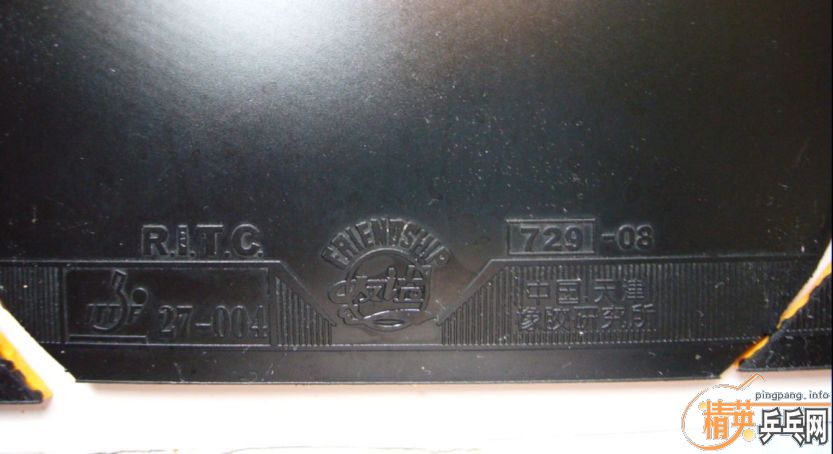 R.I.T.C.
FRIENDSHIP
729-08
27-004
友谊
中国天津
橡胶研究所
pingpang.info
精英乒乓网